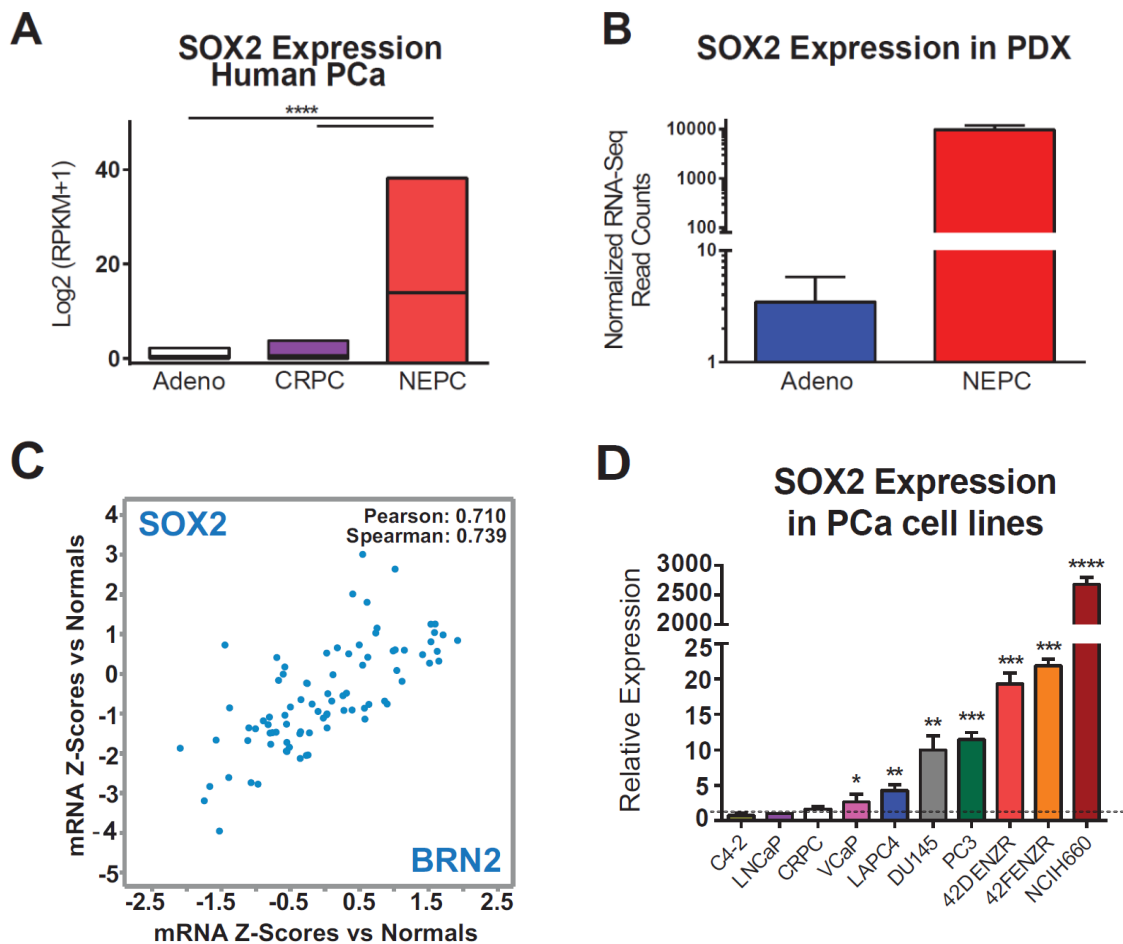 A
SOX2 Expression
Human PCa
****
Log2 (RPKM+1)
40
20
0
Adeno
CRPC
NEPC
B
SOX2 Expression in PDX
Normalized RNA-Seq
Read Counts
10000
1000
100
10
1
Adeno
NEPC
C
SOX2
Pearson: 0.710
Spearman: 0.739
BRN2
mRNA Z-Scores vs Normals
4
3
2
1
0
-1
-2
-3
-4
-5
-2.5
-1.5
-0.5
0.5
1.5
2.5
mRNA Z-Scores vs Normals
D
SOX2 Expression
in PCa cell lines
Relative Expression
3000
2500
2000
25
20
15
10
5
0
*
**
**
***
***
***
****
C4-2
LNCaP
CRPC
VCaP
LAPC4
DU145
PC3
42DENZR
42FENZR
NCIH660